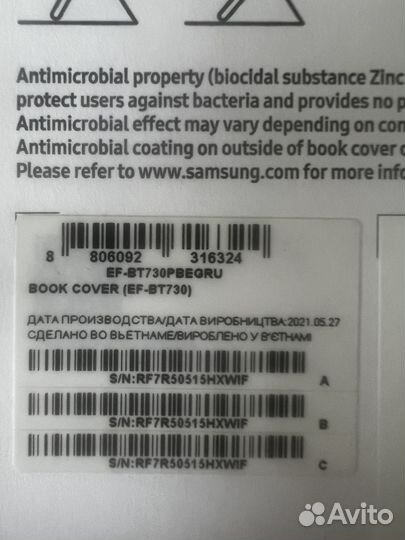 Antimicrobial property (biocidal substance Zinc
protect users against bacteria and provides no p
Antimicrobial effect may vary depending on con
Antimicrobial coating on outside of book cover
Please refer to www.samsung.com for more info
8 806092 316324
EF-BT730PBEGRU
BOOK COVER (EF-BT730)
ДАТА ПРОИЗВОДСТВА/ДАТА ВИРОБНИЦТВА:2021.05.27
СДЕЛАНО ВО ВЬЕТНАМЕ/ВИРОБЛЕНО У В'ЄТНАМІ
S/N:RF7R50515HXWIF A
S/N:RF7R50515HXWIF B
S/N:RF7R50515HXWIF C
Avito